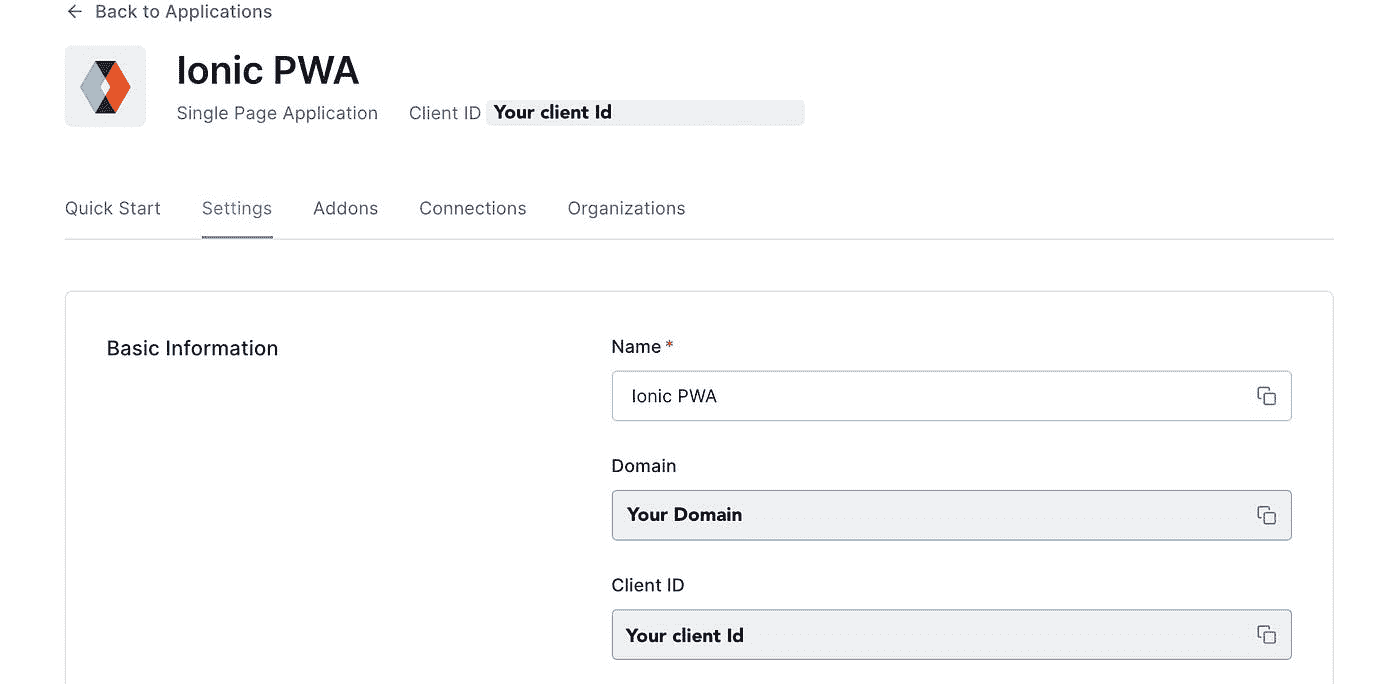 Back to Applications
Ionic PWA
Single Page Application Client ID Your client Id
Quick Start Settings Addons Connections Organizations
Basic Information
Name *
Ionic PWA
Domain
Your Domain
Client ID
Your client Id